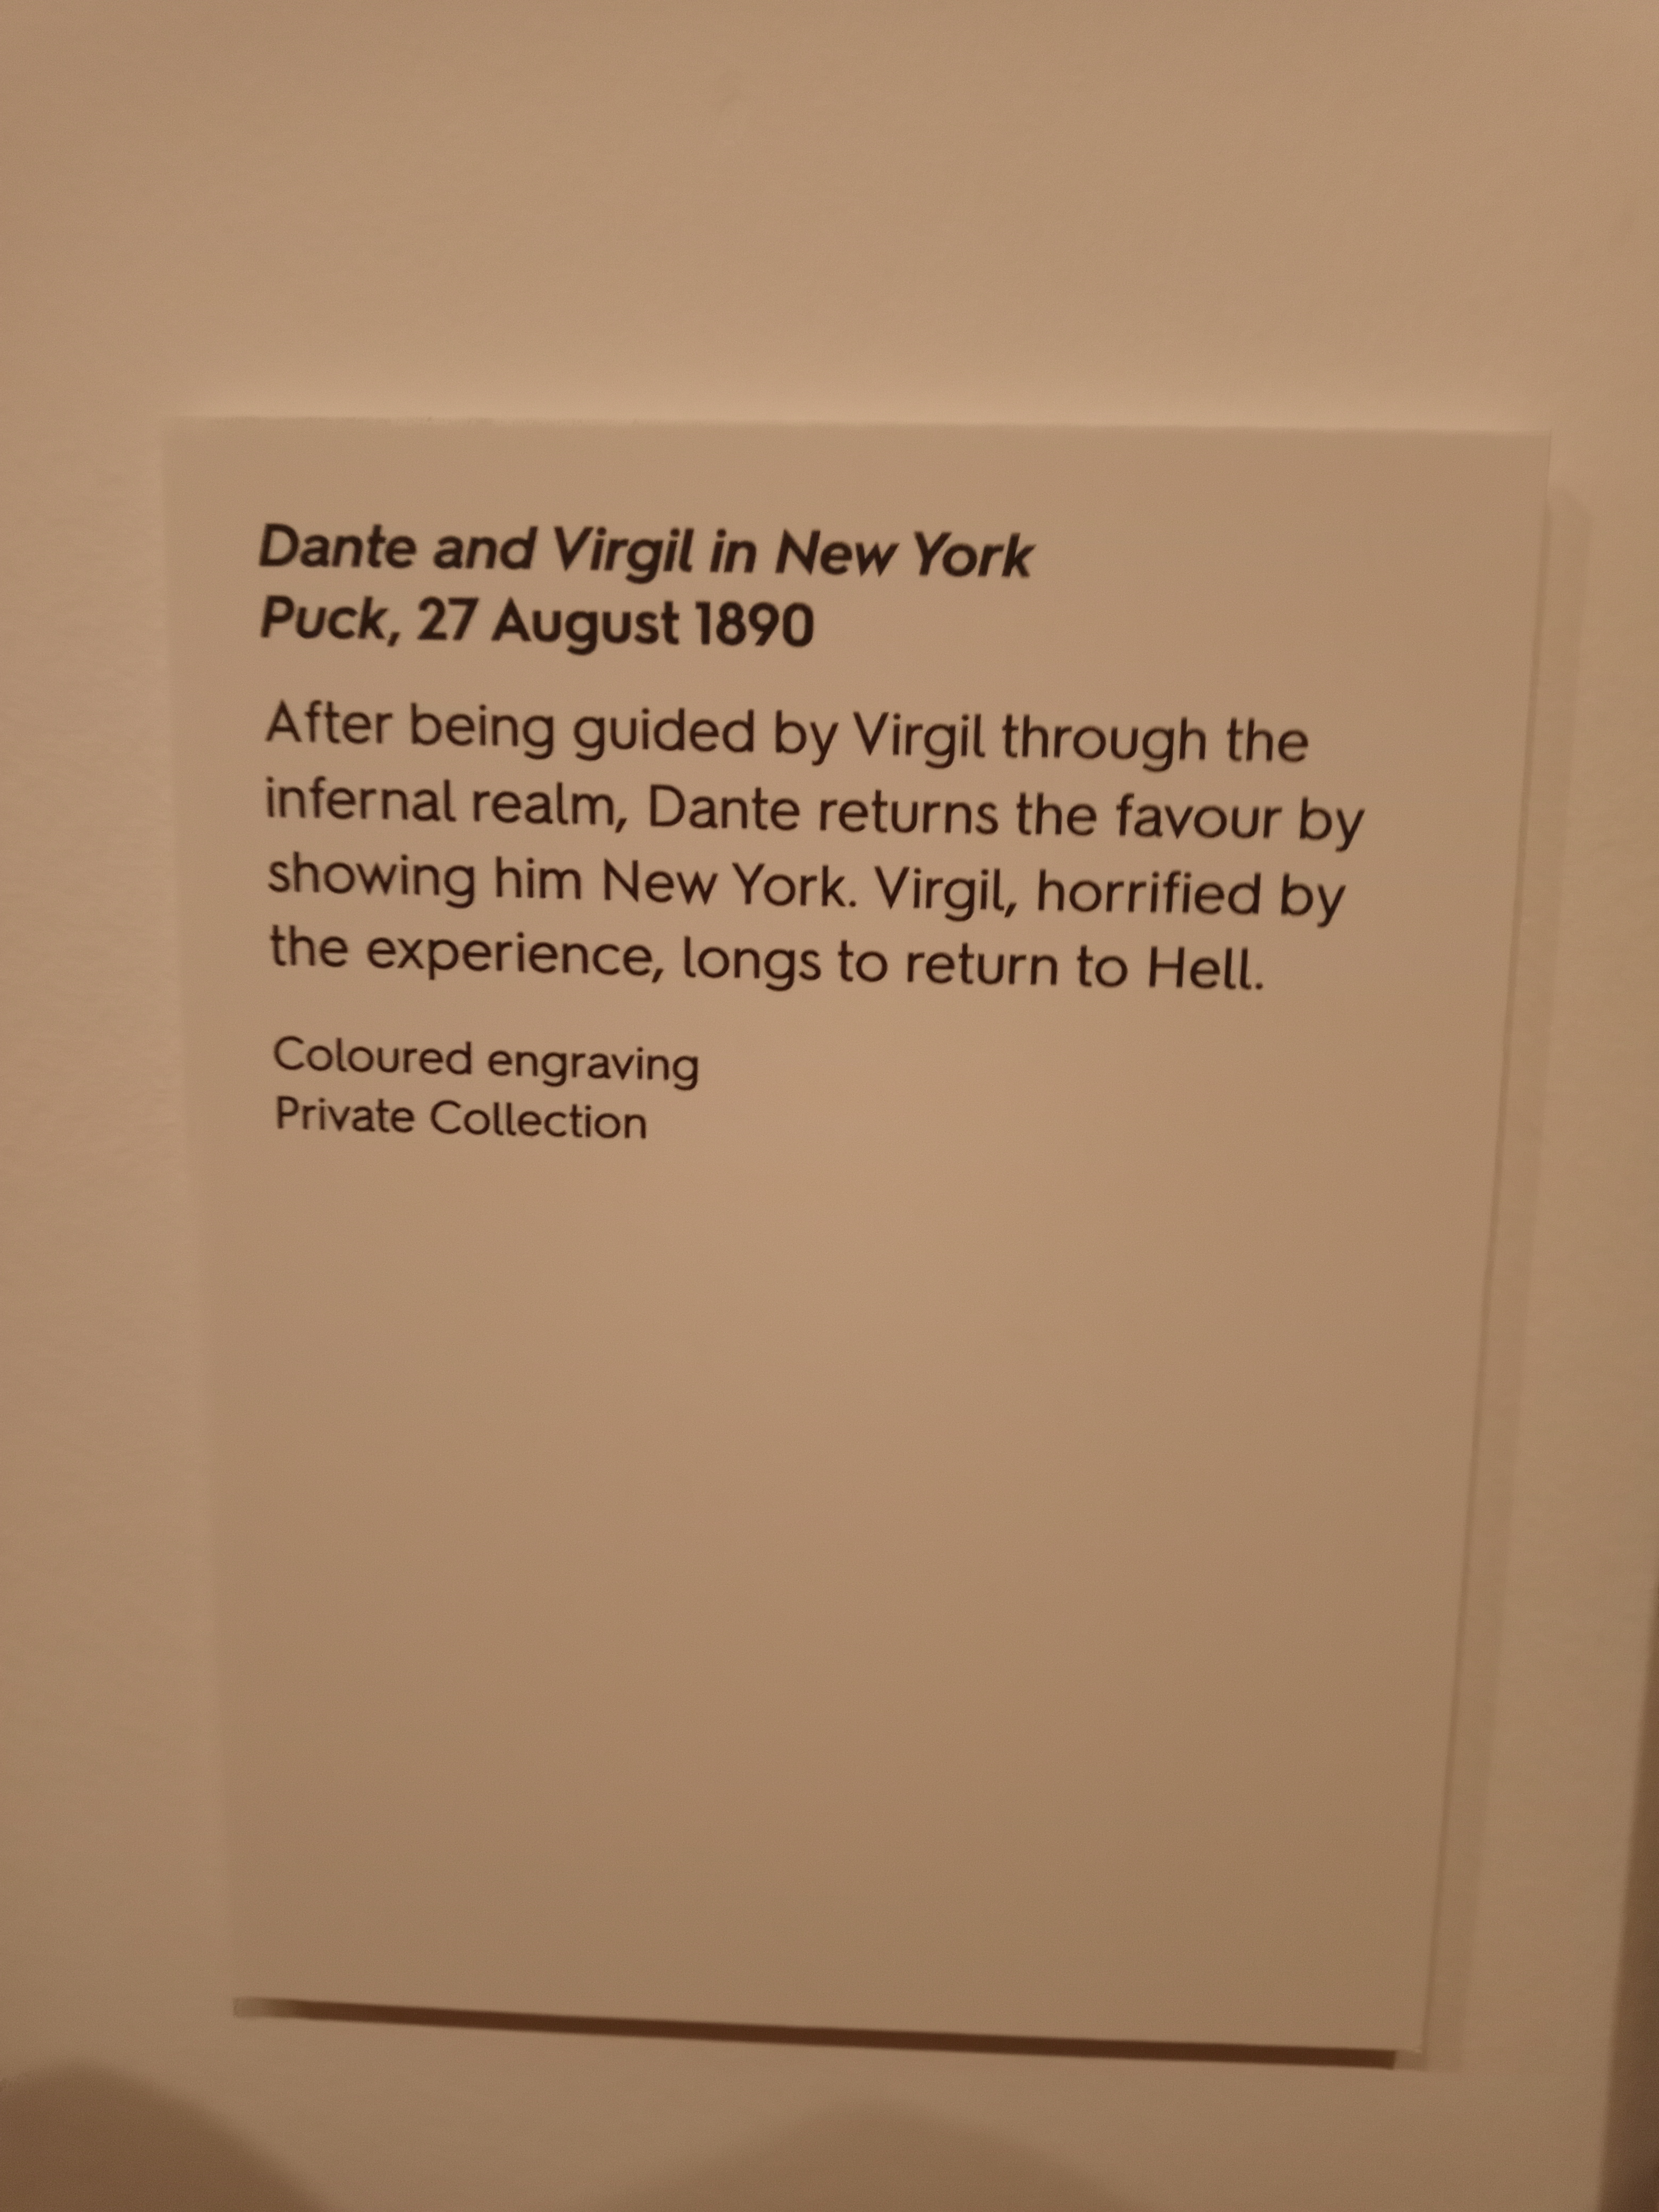 Dante and Virgil in New York
Puck, 27 August 1890
After being guided by Virgil through the
infernal realm, Dante returns the favour by
showing him New York. Virgil, horrified by
the experience, longs to return to Hell.
Coloured engraving
Private Collection